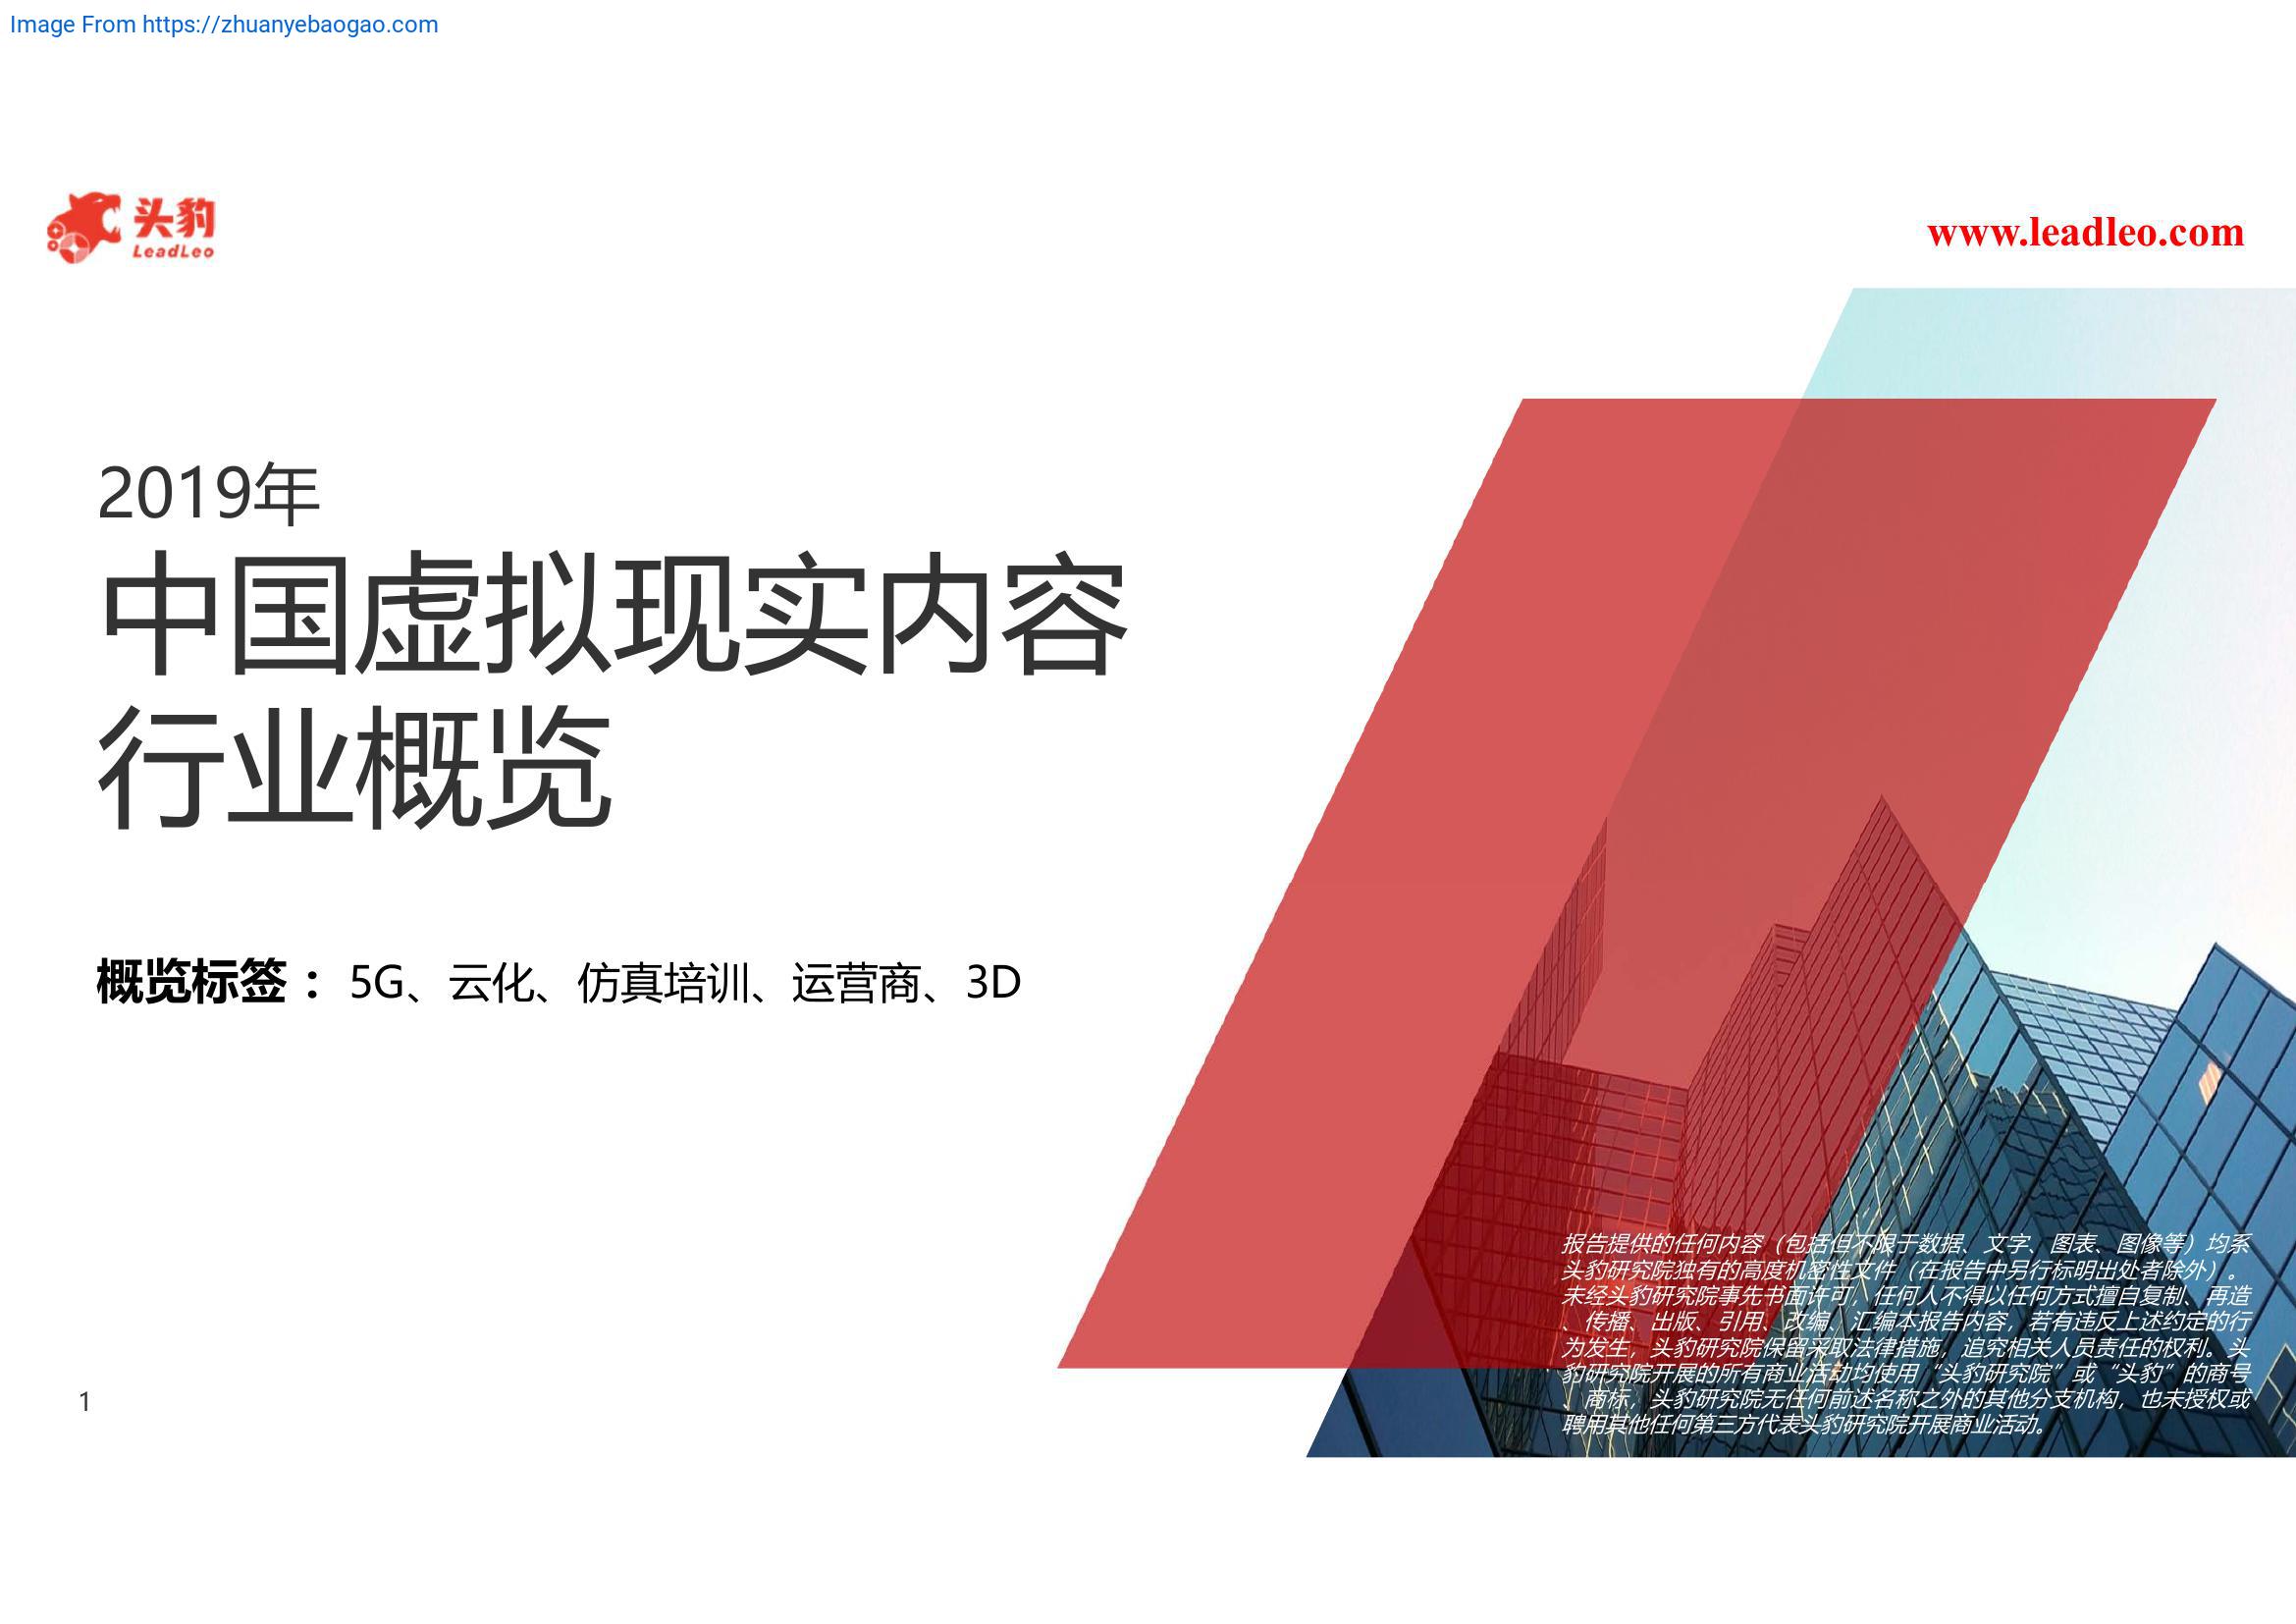 Image From https://zhuanyebaogao.com
头豹
LeadLeo
www.leadleo.com
2019年
中国虚拟现实内容
行业概览
概览标签： 5G、云化、仿真培训、运营商、3D
报告提供的任何内容（包括但不限于数据、文字、图表、图像等）均系
头豹研究院独有的高度机密性文件（在报告中另行标明出处者除外）。
未经头豹研究院事先书面许可，任何人不得以任何方式擅自复制、再造
、传播、出版、引用、改编、汇编本报告内容，若有违反上述约定的行
为发生，头豹研究院保留采取法律措施，追究相关人员责任的权利。头
豹研究院开展的所有商业活动均使用“头豹研究院”或“头豹”的商号
、商标，头豹研究院无任何前述名称之外的其他分支机构，也未授权或
聘用其他任何第三方代表头豹研究院开展商业活动。
1